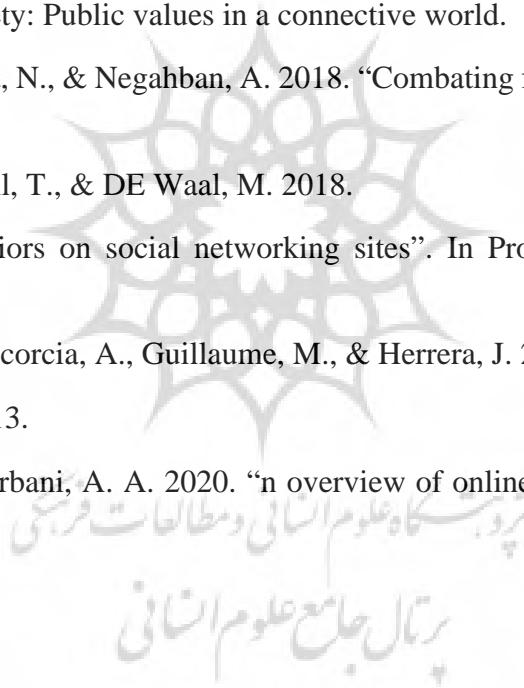 ety: Public values in a connective world.
, N., & Negahban, A. 2018. “Combating
l, T., & DE Waal, M. 2018.
iors on social networking sites”. In Pro
corcia, A., Guillaume, M., & Herrera, J. 2
13.
rbani, A. A. 2020. “n overview of online
پژوهشگاه علوم انسانی و مطالعات فرهنگی
پرتال جامع علوم انسانی